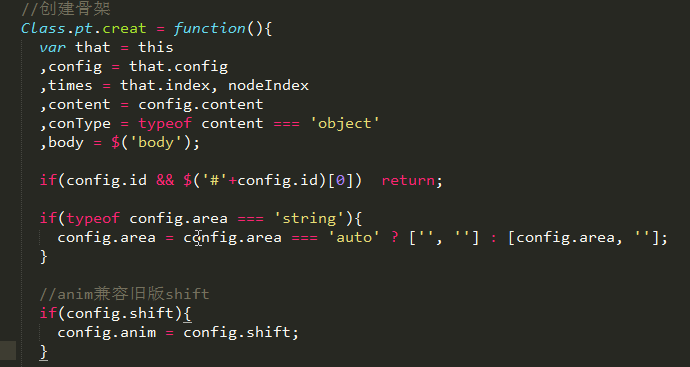 //创建骨架
Class.pt.creat = function(){
  var that = this
  ,config = that.config
  ,times = that.index, nodeIndex
  ,content = config.content
  ,conType = typeof content === 'object'
  ,body = $('body');
  if(config.id && $('#'+config.id)[0])  return;
  if(typeof config.area === 'string'){
    config.area = config.area === 'auto' ? ['', ''] : [config.area, ''];
  }
  //anim兼容旧版shift
  if(config.shift){
    config.anim = config.shift;
  }